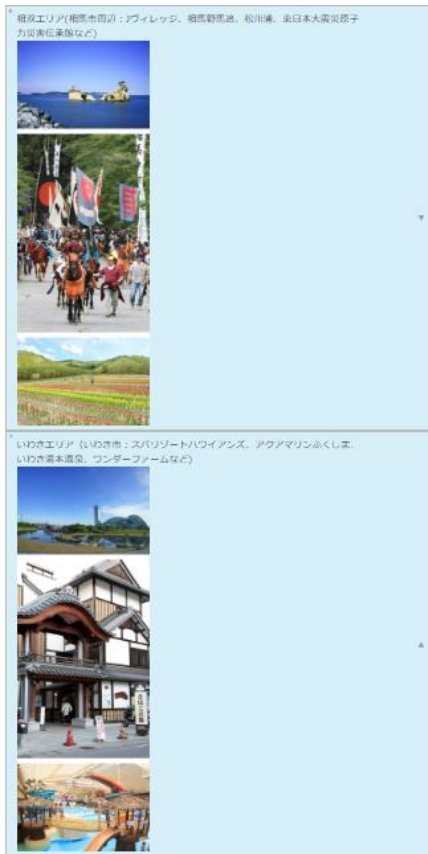 相双エリア(相馬市周辺：Jヴィレッジ、相馬野馬追、松川浦、東日本大震災原子
力災害伝承館など)
いわきエリア（いわき市：スパリゾートハワイアンズ、アクアマリンふくしま、
いわき湯本温泉、ワンダーファームなど)